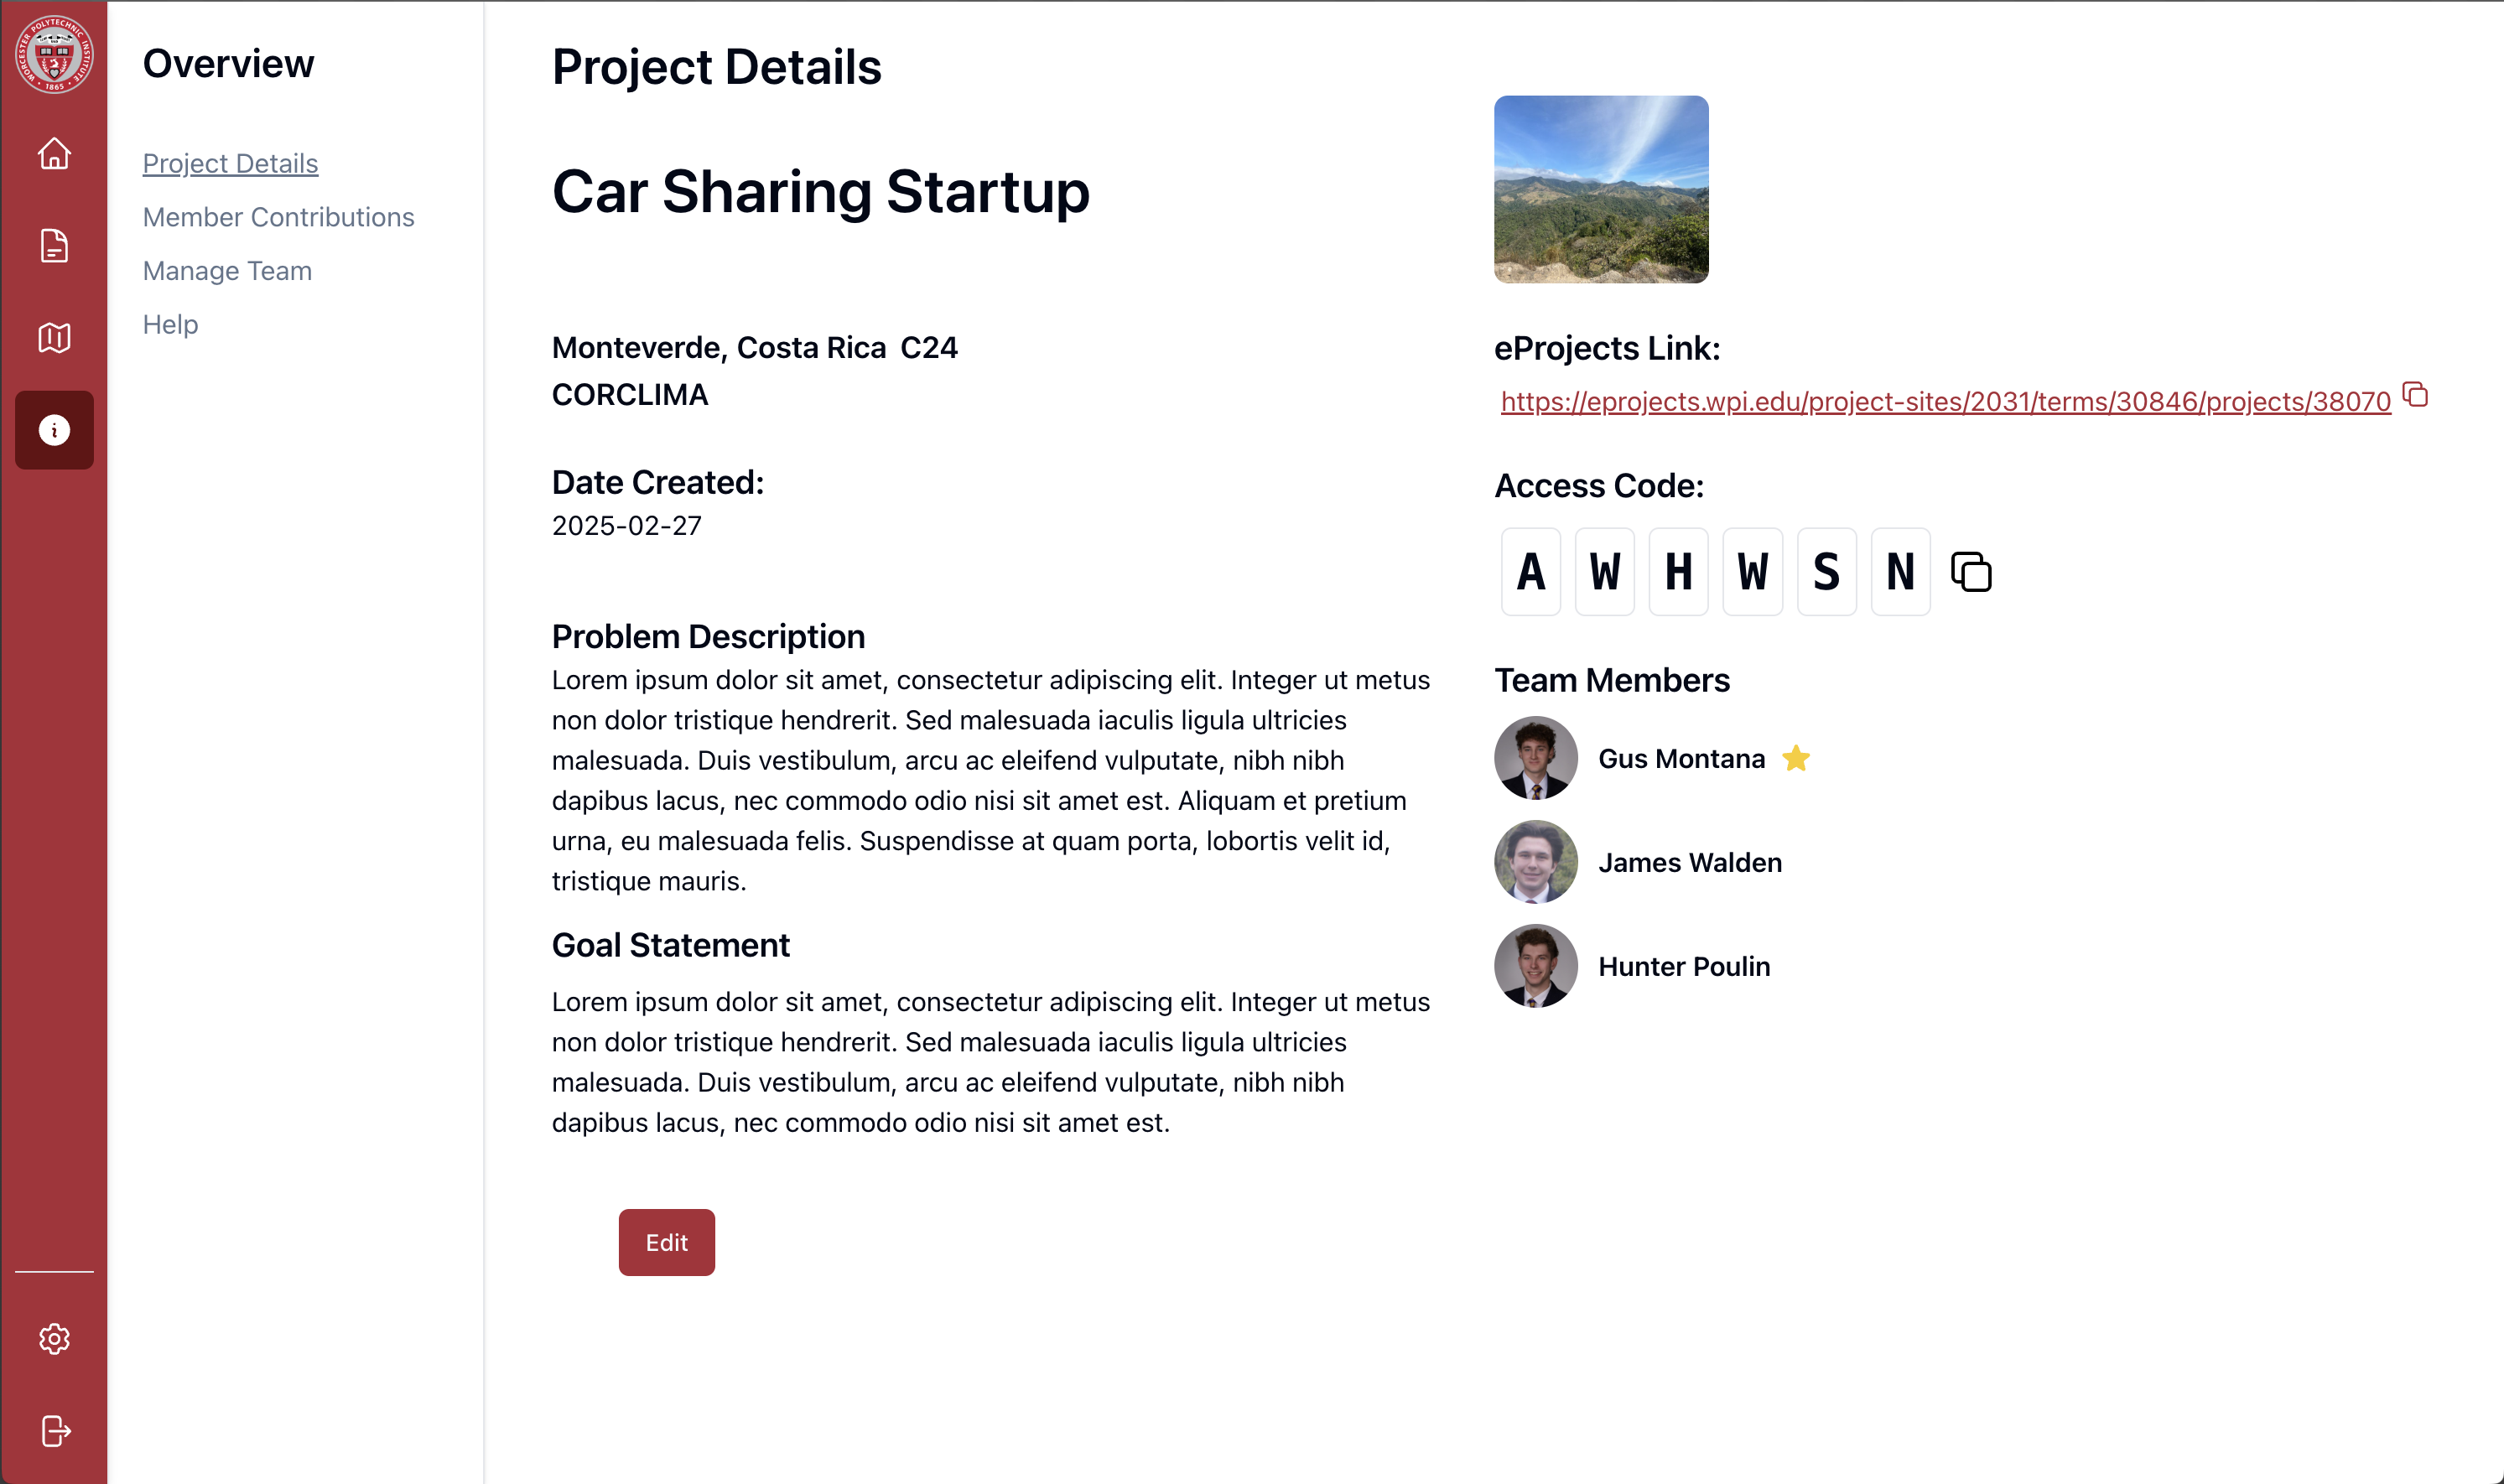 WORCESTER POLYTECHNIC INSTITUTE
1865
Overview
Project Details
Member Contributions
Manage Team
Help
Project Details
Car Sharing Startup
Monteverde, Costa Rica C24
CORCLIMA
Date Created:
2025-02-27
Problem Description
Lorem ipsum dolor sit amet, consectetur adipiscing elit. Integer ut metus
non dolor tristique hendrerit. Sed malesuada iaculis ligula ultricies
malesuada. Duis vestibulum, arcu ac eleifend vulputate, nibh nibh
dapibus lacus, nec commodo odio nisi sit amet est. Aliquam et pretium
urna, eu malesuada felis. Suspendisse at quam porta, lobortis velit id,
tristique mauris.
Goal Statement
Lorem ipsum dolor sit amet, consectetur adipiscing elit. Integer ut metus
non dolor tristique hendrerit. Sed malesuada iaculis ligula ultricies
malesuada. Duis vestibulum, arcu ac eleifend vulputate, nibh nibh
dapibus lacus, nec commodo odio nisi sit amet est.
Edit
eProjects Link:
https://eprojects.wpi.edu/project-sites/2031/terms/30846/projects/38070
Access Code:
A W H W S N
Team Members
Gus Montana
James Walden
Hunter Poulin